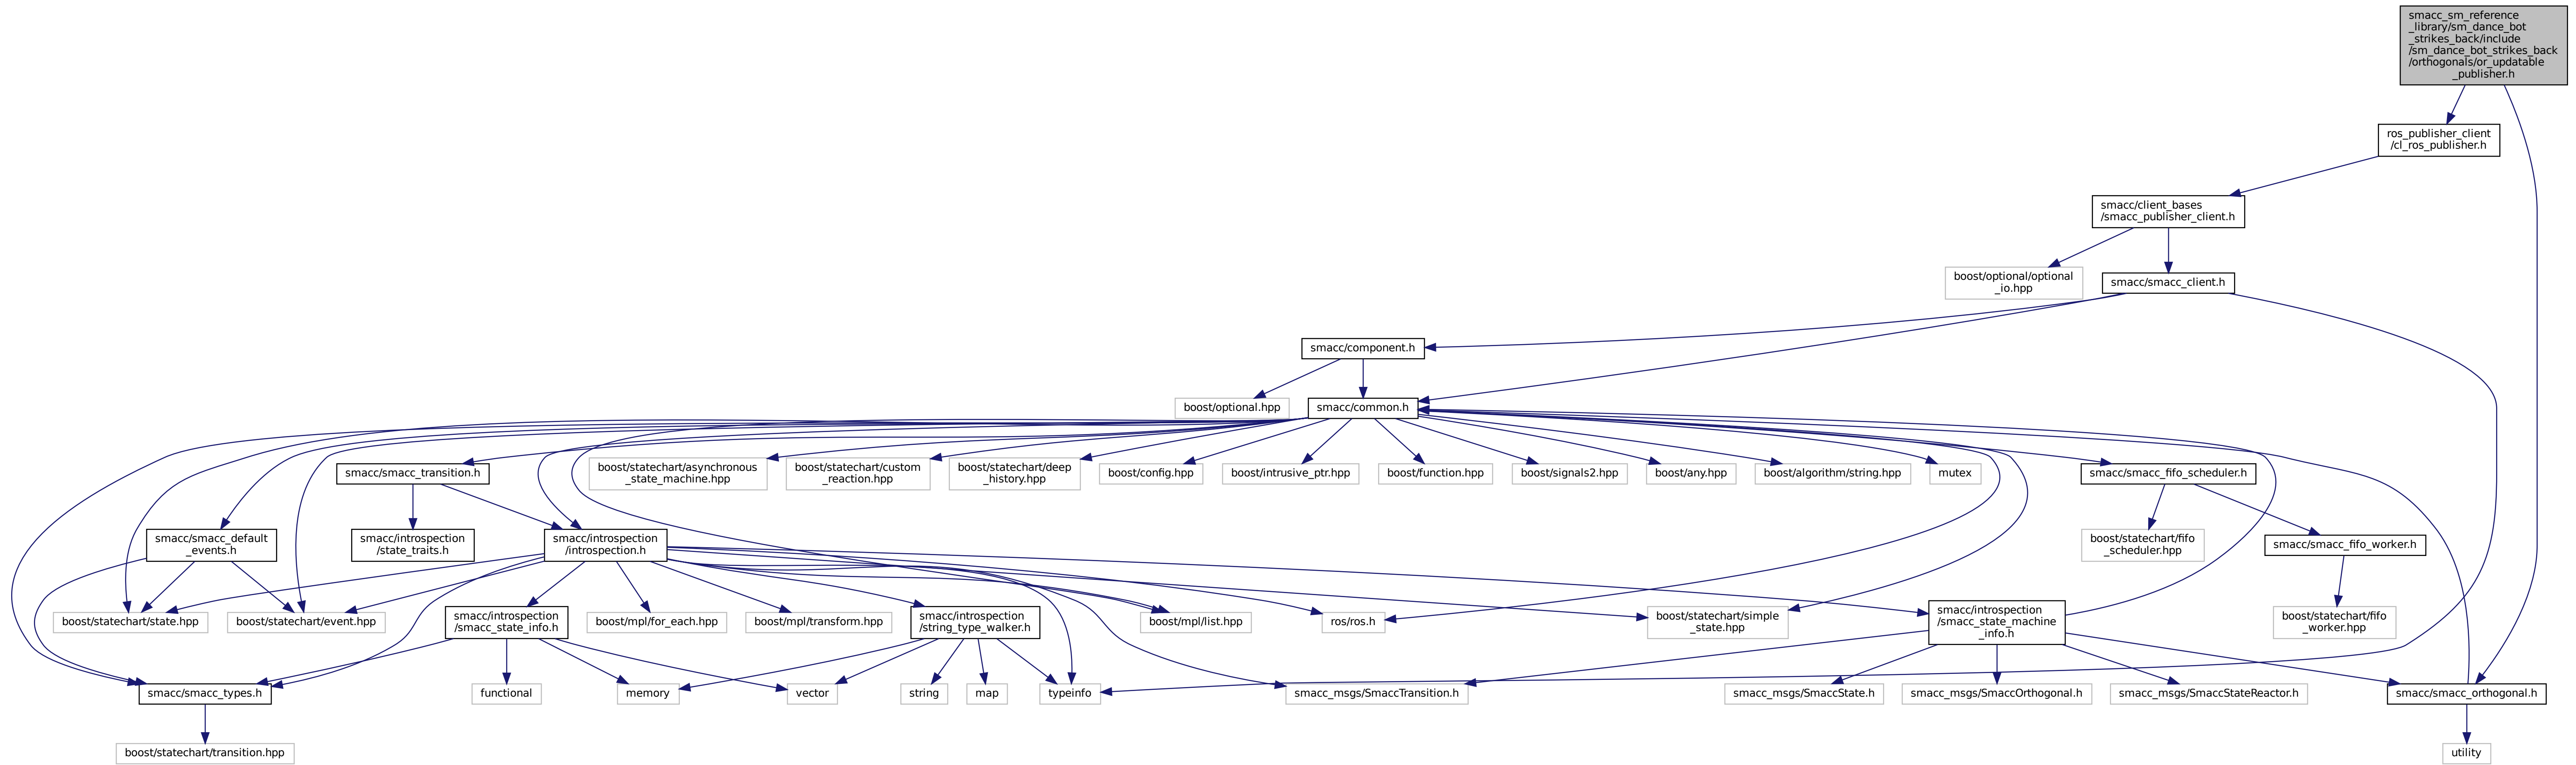 smacc_sm_reference
_library/sm_dance_bot
_strikes_back/include
/sm_dance_bot_strikes_back
/orthogonals/or_updatable
_publisher.h
ros_publisher_client
/cl_ros_publisher.h
smacc/client_bases
/smacc_publisher_client.h
boost/optional/optional
_io.hpp
smacc/smacc_client.h
smacc/component.h
boost/optional.hpp
smacc/common.h
smacc/smacc_transition.h
boost/statechart/asynchronous
_state_machine.hpp
boost/statechart/custom
_reaction.hpp
boost/statechart/deep
_history.hpp
boost/config.hpp
boost/intrusive_ptr.hpp
boost/function.hpp
boost/signals2.hpp
boost/any.hpp
boost/algorithm/string.hpp
mutex
smacc/smacc_fifo_scheduler.h
smacc/smacc_default
_events.h
smacc/introspection
/state_traits.h
smacc/introspection
/introspection.h
boost/statechart/fifo
_scheduler.hpp
smacc/smacc_fifo_worker.h
boost/statechart/state.hpp
boost/statechart/event.hpp
smacc/introspection
/smacc_state_info.h
boost/mpl/for_each.hpp
boost/mpl/transform.hpp
smacc/introspection
/string_type_walker.h
boost/mpl/list.hpp
ros/ros.h
boost/statechart/simple
_state.hpp
smacc/introspection
/smacc_state_machine
_info.h
boost/statechart/fifo
_worker.hpp
smacc/smacc_types.h
functional
memory
vector
string
map
typeinfo
smacc_msgs/SmaccTransition.h
smacc_msgs/SmaccState.h
smacc_msgs/SmaccOrthogonal.h
smacc_msgs/SmaccStateReactor.h
smacc/smacc_orthogonal.h
boost/statechart/transition.hpp
utility